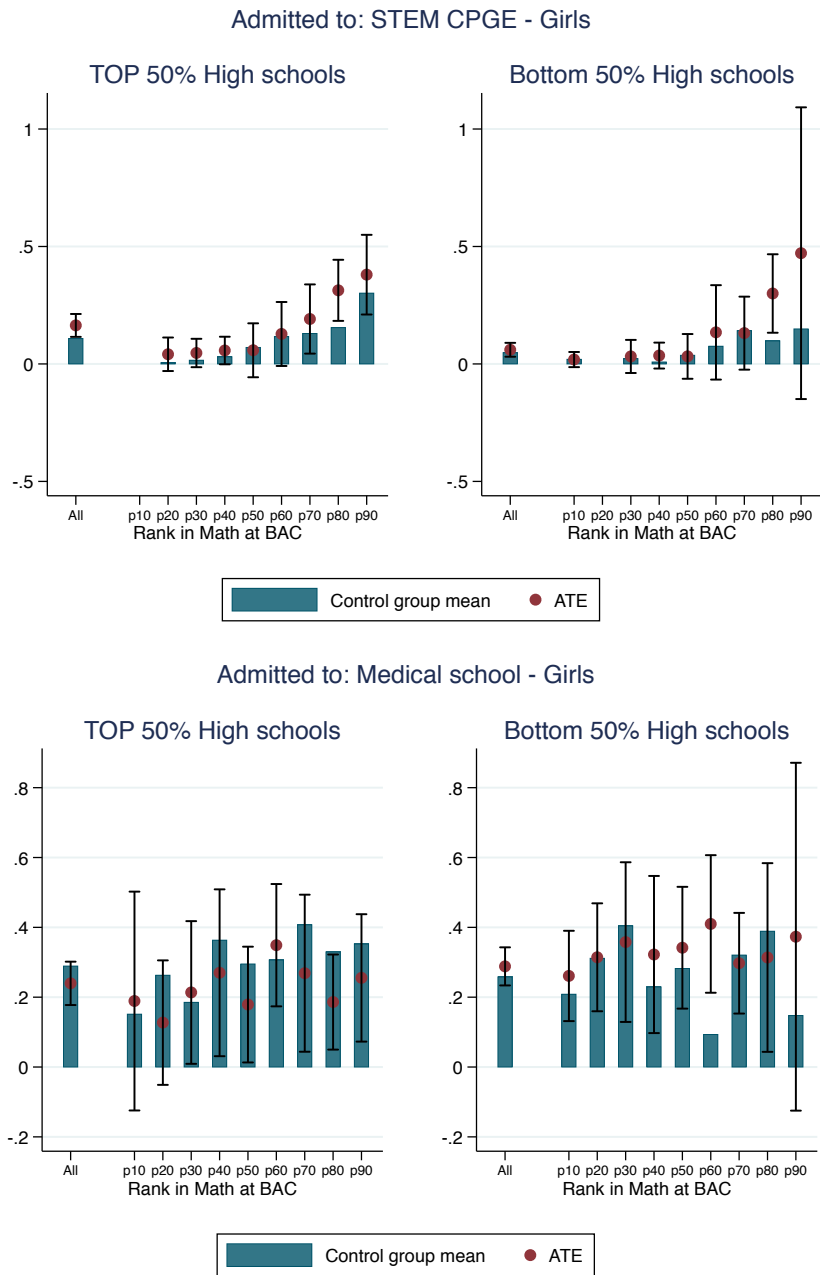 Admitted to: STEM CPGE - Girls
TOP 50% High schools
1
.5
0
-.5
All p10 p20 p30 p40 p50 p60 p70 p80 p90
Rank in Math at BAC
Bottom 50% High schools
1
.5
0
-.5
All p10 p20 p30 p40 p50 p60 p70 p80 p90
Rank in Math at BAC
Control group mean ATE
Admitted to: Medical school - Girls
TOP 50% High schools
.8
.6
.4
.2
0
-.2
All p10 p20 p30 p40 p50 p60 p70 p80 p90
Rank in Math at BAC
Bottom 50% High schools
.8
.6
.4
.2
0
-.2
All p10 p20 p30 p40 p50 p60 p70 p80 p90
Rank in Math at BAC
Control group mean ATE